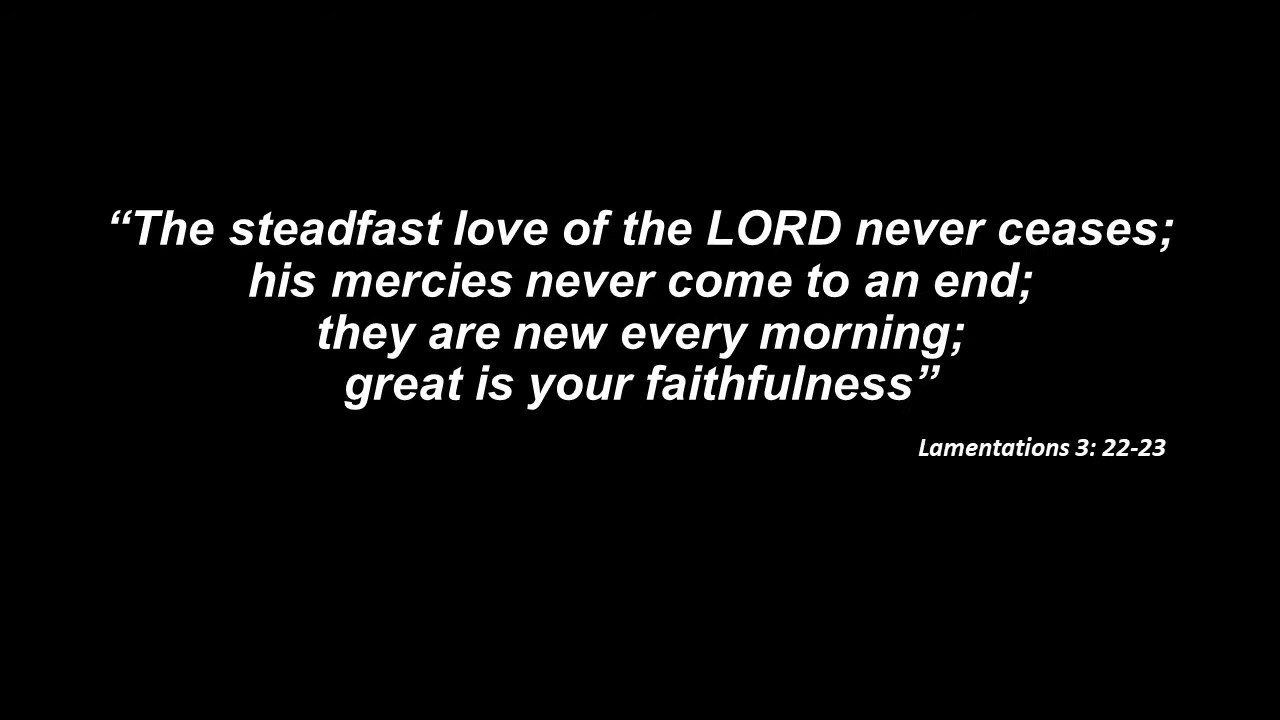 “The steadfast love of the LORD never ceases;
his mercies never come to an end;
they are new every morning;
great is your faithfulness”
Lamentations 3: 22-23